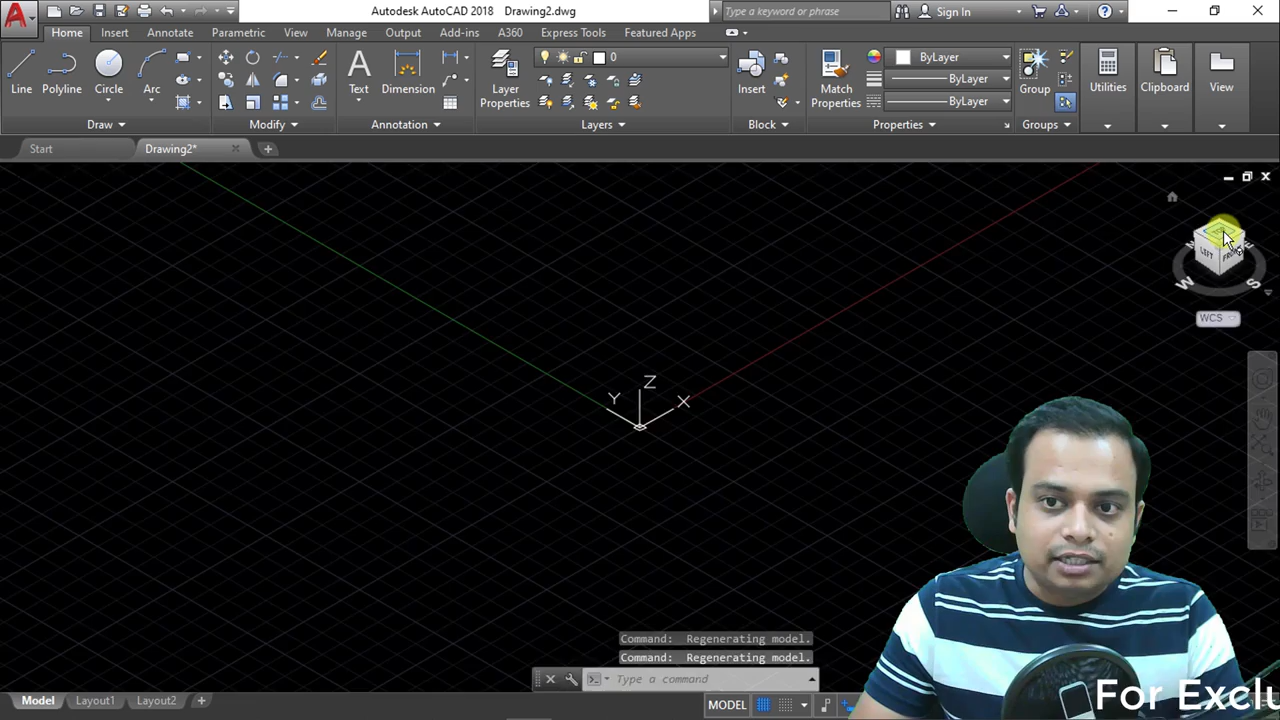 Autodesk AutoCAD 2018 Drawing2.dwg
Type a keyword or phrase
Sign In
Home Insert Annotate Parametric View Manage Output Add-ins A360 Express Tools Featured Apps
Line Polyline Circle Arc
Text Dimension
Layer Properties
0
Insert
Match Properties
ByLayer
ByLayer
ByLayer
Group
Utilities
Clipboard
View
Draw Modify Annotation Layers Block Properties Groups
Start Drawing2*
LEFT FRO
W S
WCS
Z
Y X
Command: Regenerating model.
Command: Regenerating model.
Type a command
Model Layout1 Layout2
MODEL
For Exclu